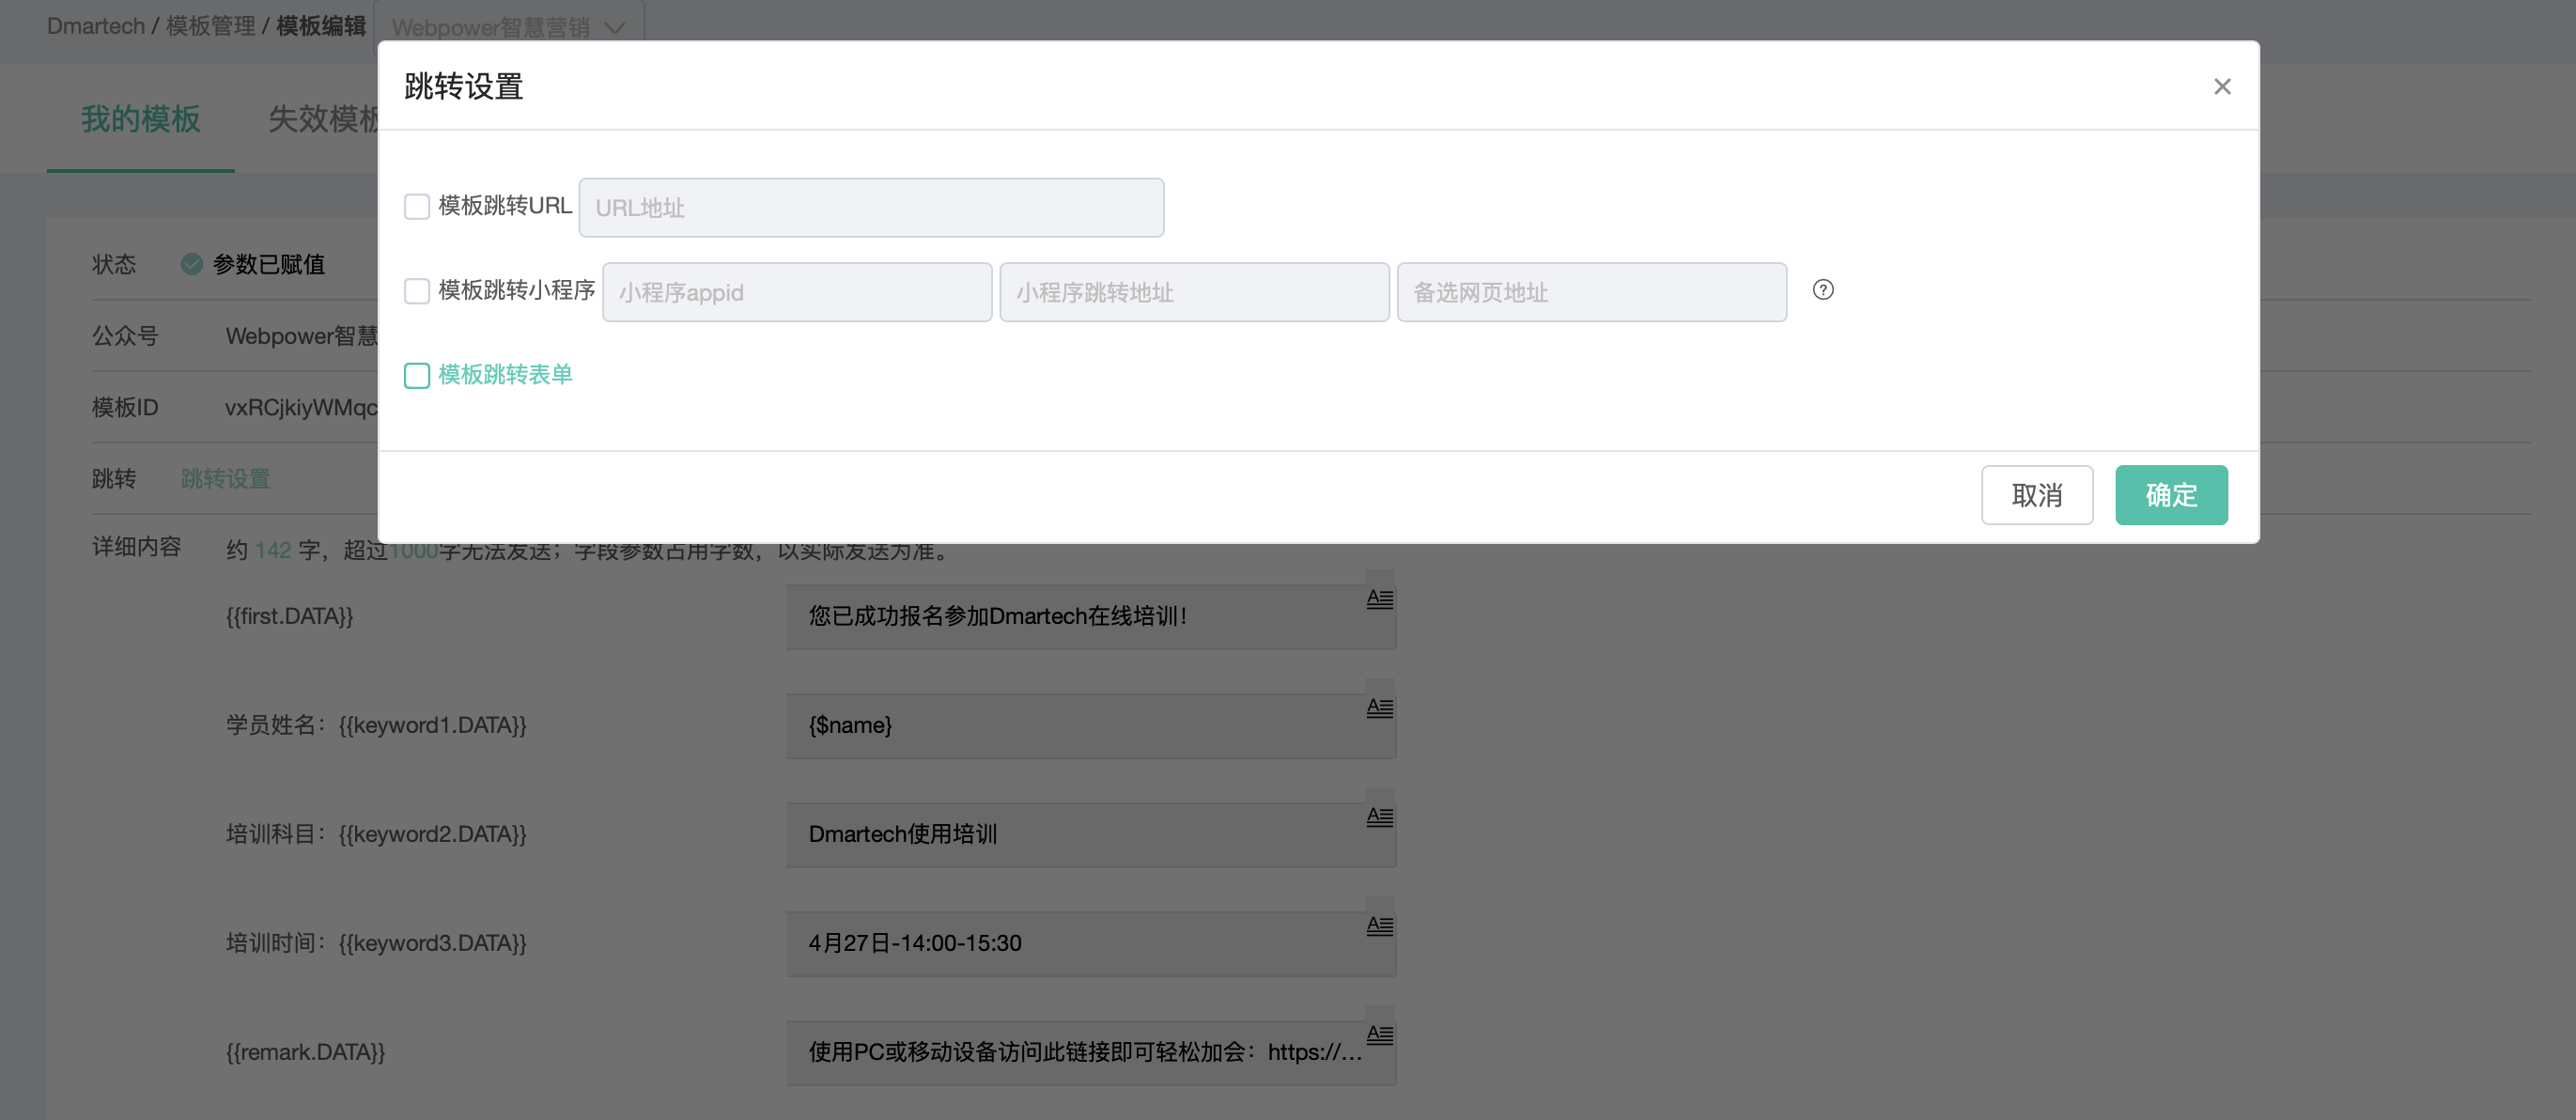 Dmartech / 模板管理 / 模板编辑 Webpower智慧营销
跳转设置
我的模板 失效模板
模板跳转URL URL地址
状态 参数已赋值
模板跳转小程序 小程序appid 小程序跳转地址 备选网页地址
公众号 Webpower智慧
模板跳转表单
模板ID vxRCjkiyWMqc
跳转 跳转设置
取消 确定
详细内容 约 142 字，超过1000字无法发送；字段参数占用字数，以实际发送为准。
{{first.DATA}} 您已成功报名参加Dmartech在线培训！
学员姓名：{{keyword1.DATA}} {$name}
培训科目：{{keyword2.DATA}} Dmartech使用培训
培训时间：{{keyword3.DATA}} 4月27日-14:00-15:30
{{remark.DATA}} 使用PC或移动设备访问此链接即可轻松加会：https://...